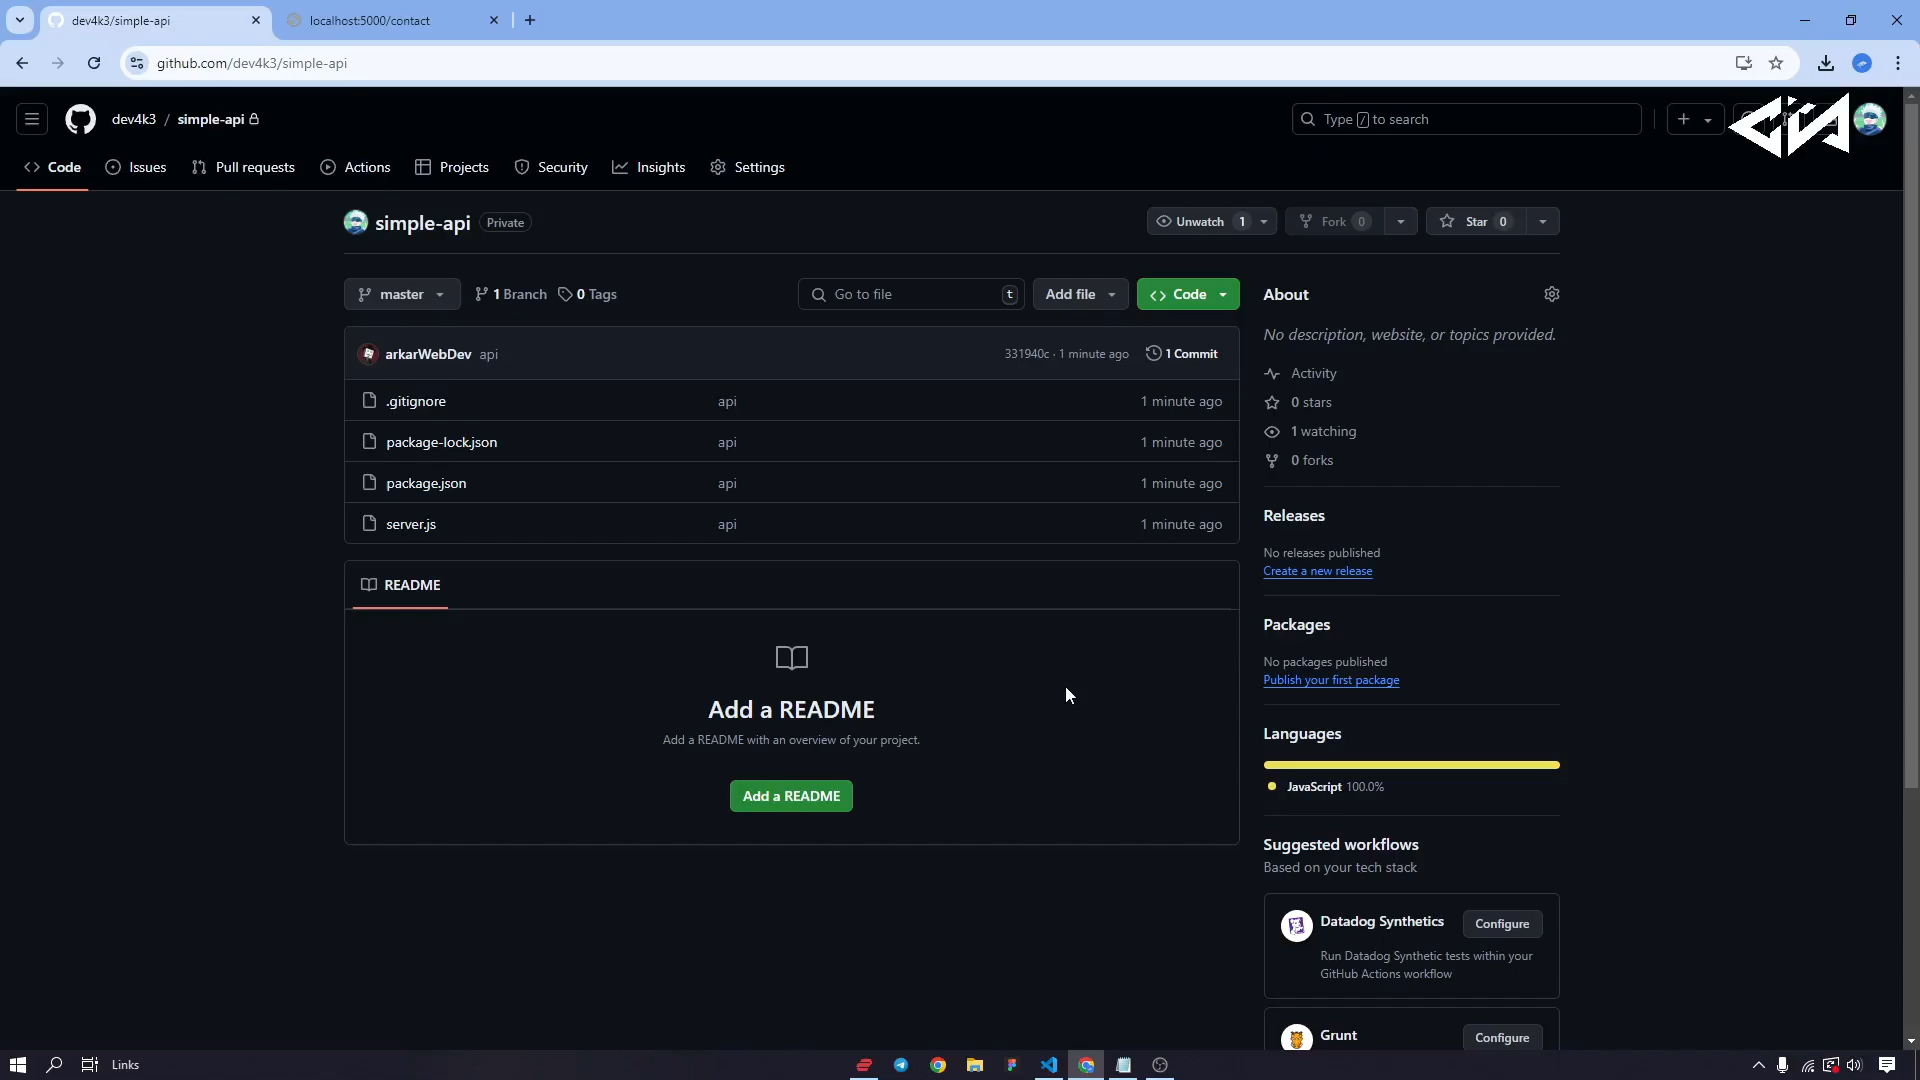 dev4k3/simple-api
localhost:5000/contact
github.com/dev4k3/simple-api
dev4k3 / simple-api
Type / to search
Code
Issues
Pull requests
Actions
Projects
Security
Insights
Settings
simple-api
Private
Unwatch 1
Fork 0
Star 0
master
1 Branch
0 Tags
Go to file
t
Add file
Code
arkarWebDev api
331940c · 1 minute ago
1 Commit
.gitignore api 1 minute ago
package-lock.json api 1 minute ago
package.json api 1 minute ago
server.js api 1 minute ago
README
Add a README
Add a README with an overview of your project.
Add a README
About
No description, website, or topics provided.
Activity
0 stars
1 watching
0 forks
Releases
No releases published
Create a new release
Packages
No packages published
Publish your first package
Languages
JavaScript 100.0%
Suggested workflows
Based on your tech stack
Datadog Synthetics
Configure
Run Datadog Synthetic tests within your
GitHub Actions workflow
Grunt
Configure
Links